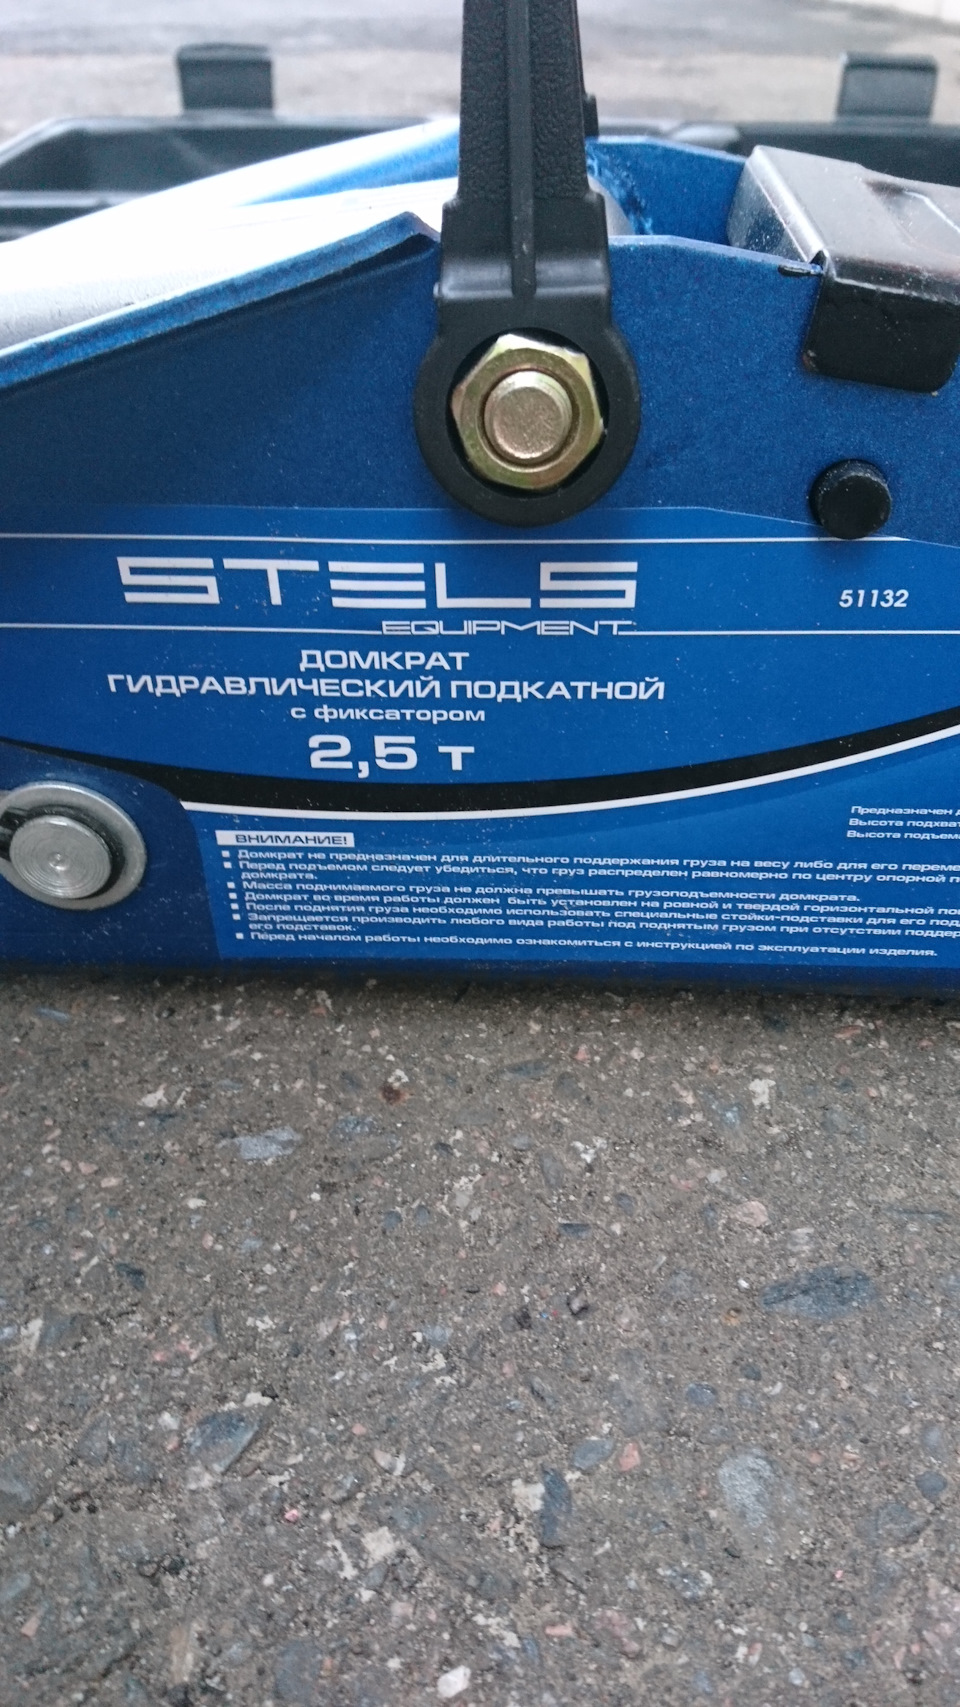 STELS
51132
EQUIPMENT
ДОМКРАТ
ГИДРАВЛИЧЕСКИЙ ПОДКАТНОЙ
с фиксатором
2,5 т
Предназначен
Высота
Высота подъема
ВНИМАНИЕ!
Домкрат не предназначен для длительного поддержания груза на весу либо для его
Перед подъемом следует убедиться, что груз распределен равномерно по центру опорной
домкрата.
Масса поднимаемого груза не должна превышать грузоподъемности домкрата.
Домкрат во время работы должен быть установлен на ровной и твердой горизонтальной
После поднятия груза необходимо использовать специальные стойки-подставки для его
Запрещается производить любого вида работы под поднятым грузом при отсутствии
его подставок.
Перед началом работы необходимо ознакомиться с инструкцией по эксплуатации изделия.